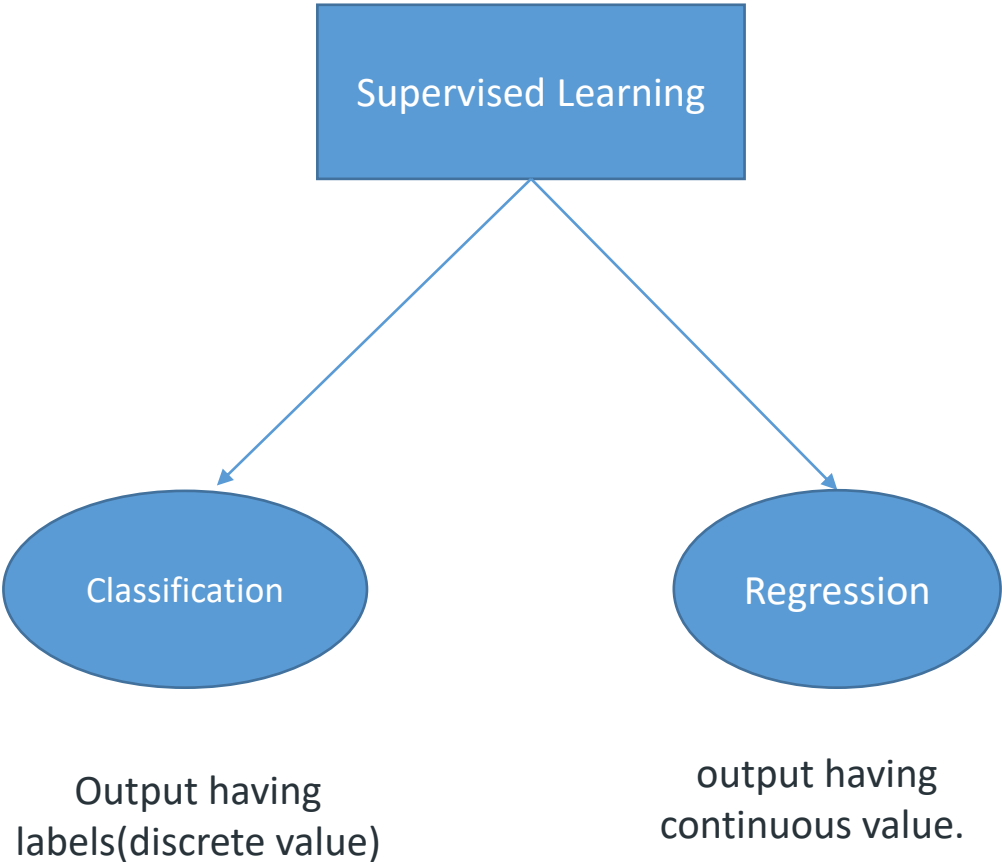 Supervised Learning
Classification
Regression
Output having
labels(discrete value)
output having
continuous value.